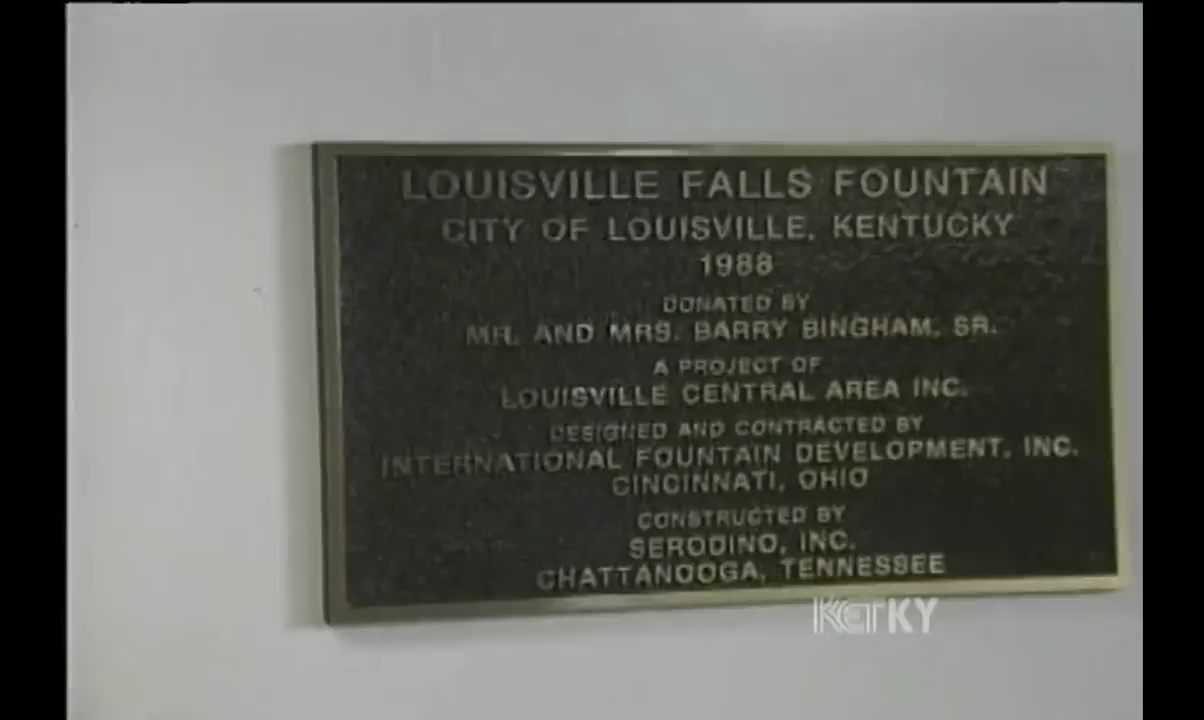 LOUISVILLE FALLS FOUNTAIN
CITY OF LOUISVILLE, KENTUCKY
1988
DONATED BY
MR. AND MRS. BARRY BINGHAM, SR.
A PROJECT OF
LOUISVILLE CENTRAL AREA INC.
DESIGNED AND CONTRACTED BY
INTERNATIONAL FOUNTAIN DEVELOPMENT, INC.
CINCINNATI, OHIO
CONSTRUCTED BY
SERODINO, INC.
CHATTANOOGA, TENNESSEE
KET KY